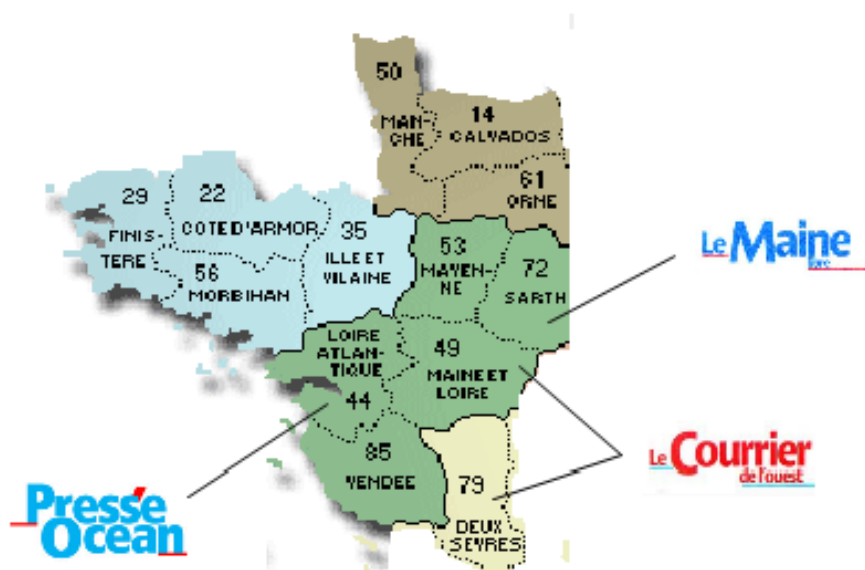 50
MAN-
CHE
14
CALVADOS
61
ORNE
29
FINIS-
TERE
22
COTE D'ARMOR
35
ILLE ET
VILAINE
56
MORBIHAN
53
MAYEN-
NE
72
SARTH
Le Maine
libre
LOIRE
ATLAN-
TIQUE
44
49
MAINE ET
LOIRE
85
VENDEE
79
DEUX
SEVRES
Le Courrier
de l'ouest
Presse
Océan